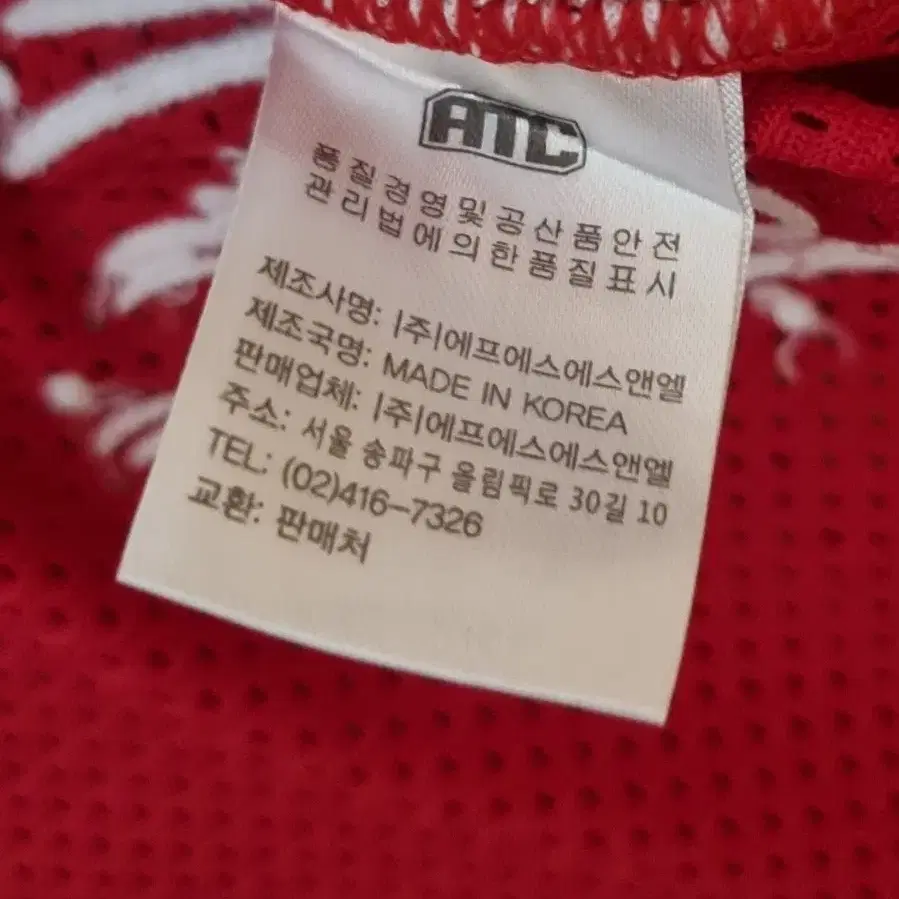 ATC
품질경영및공산품안전
관리법에의한품질표시
제조사명: |주|에프에스에스앤엘
제조국명: MADE IN KOREA
판매업체: |주|에프에스에스앤엘
주소: 서울 송파구 올림픽로 30길 10
TEL: (02)416-7326
교환: 판매처